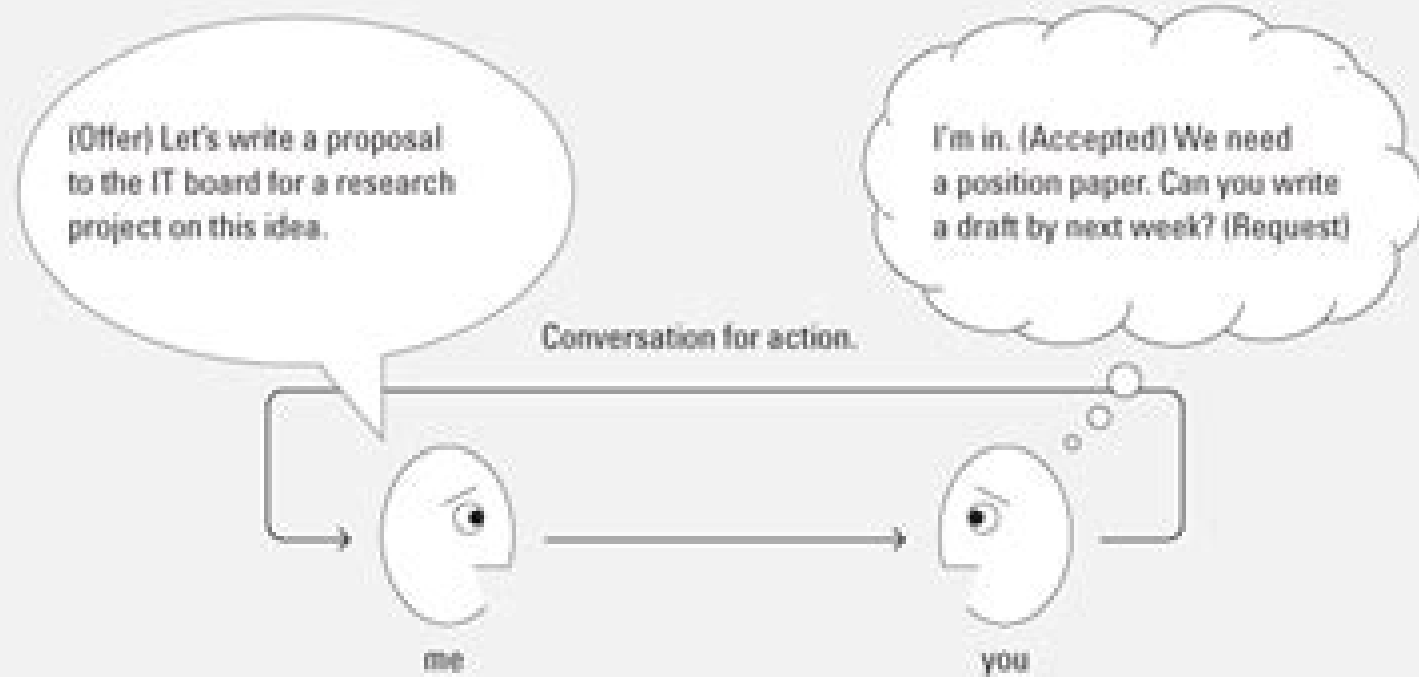 (Offer) Let's write a proposal
to the IT board for a research
project on this idea.
I'm in. (Accepted) We need
a position paper. Can you write
a draft by next week? (Request)
Conversation for action.
me
you